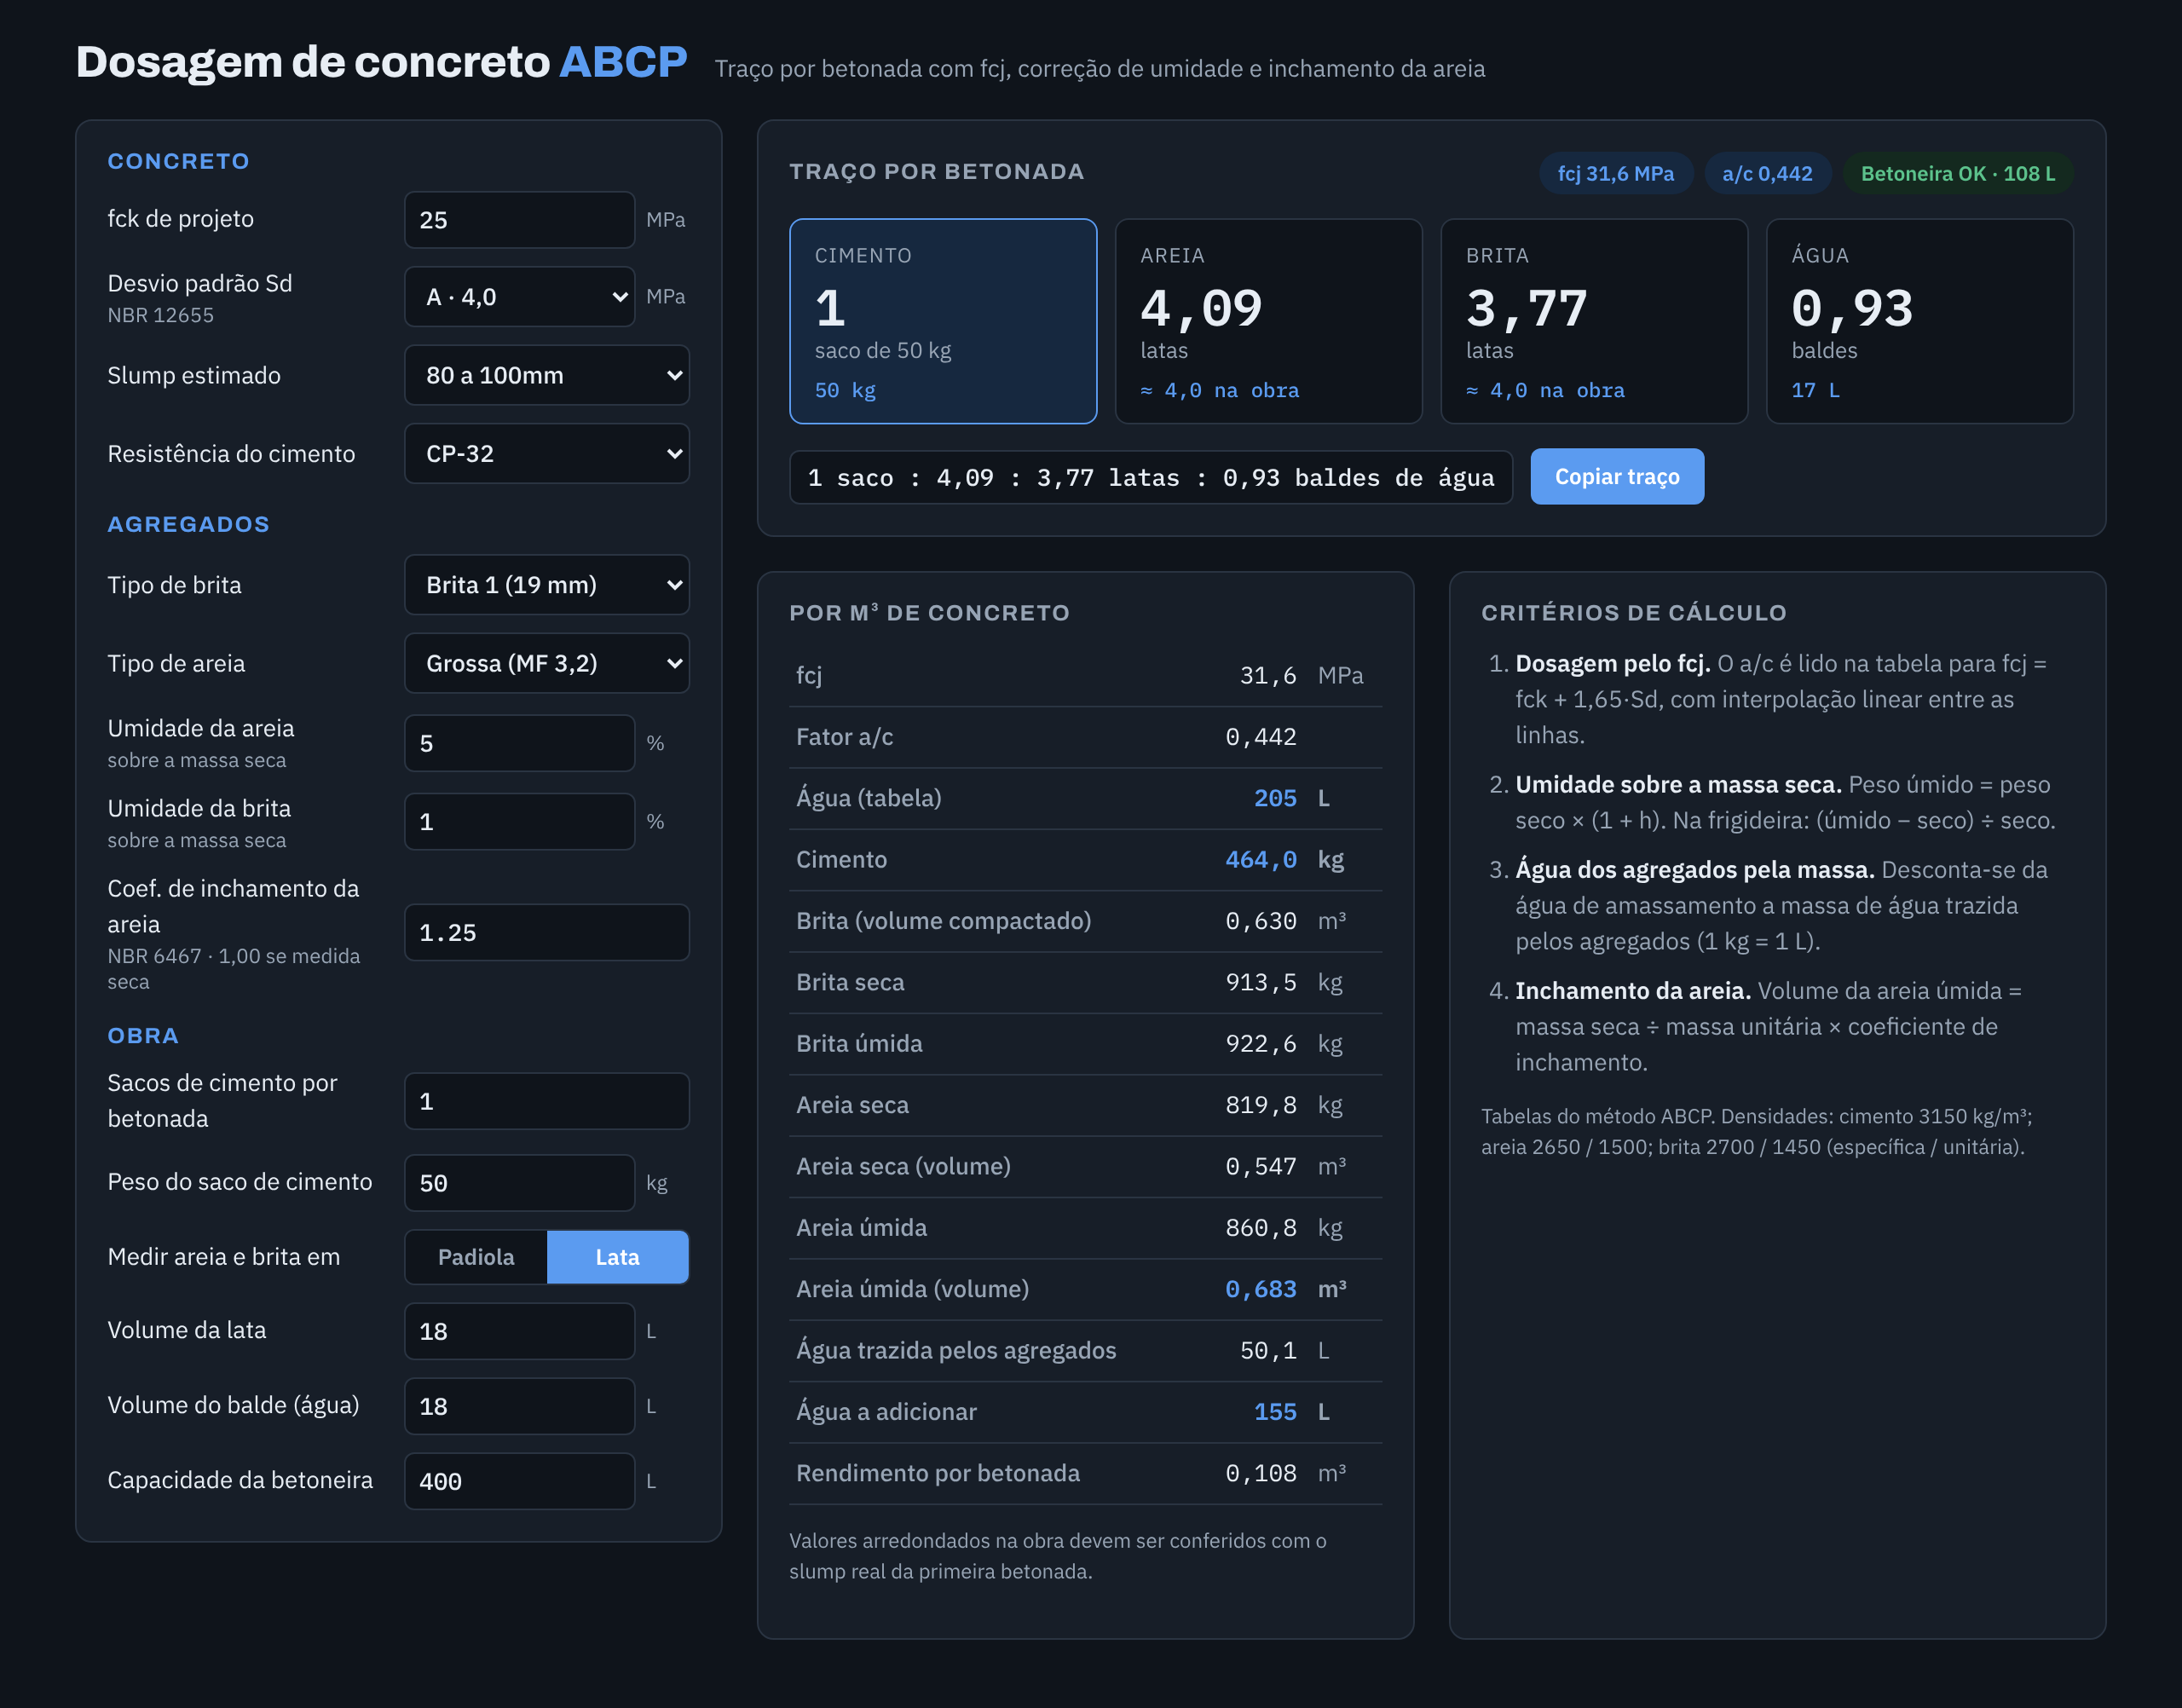 Dosagem de concreto ABCP
Traço por betonada com fcj, correção de umidade e inchamento da areia
CONCRETO
fck de projeto
25
MPa
Desvio padrão Sd
NBR 12655
A · 4,0
MPa
Slump estimado
80 a 100mm
Resistência do cimento
CP-32
AGREGADOS
Tipo de brita
Brita 1 (19 mm)
Tipo de areia
Grossa (MF 3,2)
Umidade da areia
sobre a massa seca
5
%
Umidade da brita
sobre a massa seca
1
%
Coef. de inchamento da
areia
NBR 6467 · 1,00 se medida
seca
1.25
OBRA
Sacos de cimento por
betonada
1
Peso do saco de cimento
50
kg
Medir areia e brita em
Padiola
Lata
Volume da lata
18
L
Volume do balde (água)
18
L
Capacidade da betoneira
400
L
TRAÇO POR BETONADA
fcj 31,6 MPa
a/c 0,442
Betoneira OK · 108 L
CIMENTO
1
saco de 50 kg
50 kg
AREIA
4,09
latas
≈ 4,0 na obra
BRITA
3,77
latas
≈ 4,0 na obra
ÁGUA
0,93
baldes
17 L
1 saco : 4,09 : 3,77 latas : 0,93 baldes de água
Copiar traço
POR M³ DE CONCRETO
fcj 31,6 MPa
Fator a/c 0,442
Água (tabela) 205 L
Cimento 464,0 kg
Brita (volume compactado) 0,630 m³
Brita seca 913,5 kg
Brita úmida 922,6 kg
Areia seca 819,8 kg
Areia seca (volume) 0,547 m³
Areia úmida 860,8 kg
Areia úmida (volume) 0,683 m³
Água trazida pelos agregados 50,1 L
Água a adicionar 155 L
Rendimento por betonada 0,108 m³
Valores arredondados na obra devem ser conferidos com o
slump real da primeira betonada.
CRITÉRIOS DE CÁLCULO
1. Dosagem pelo fcj. O a/c é lido na tabela para fcj =
fck + 1,65·Sd, com interpolação linear entre as
linhas.
2. Umidade sobre a massa seca. Peso úmido = peso
seco × (1 + h). Na frigideira: (úmido − seco) ÷ seco.
3. Água dos agregados pela massa. Desconta-se da
água de amassamento a massa de água trazida
pelos agregados (1 kg = 1 L).
4. Inchamento da areia. Volume da areia úmida =
massa seca ÷ massa unitária × coeficiente de
inchamento.
Tabelas do método ABCP. Densidades: cimento 3150 kg/m³;
areia 2650 / 1500; brita 2700 / 1450 (específica / unitária).